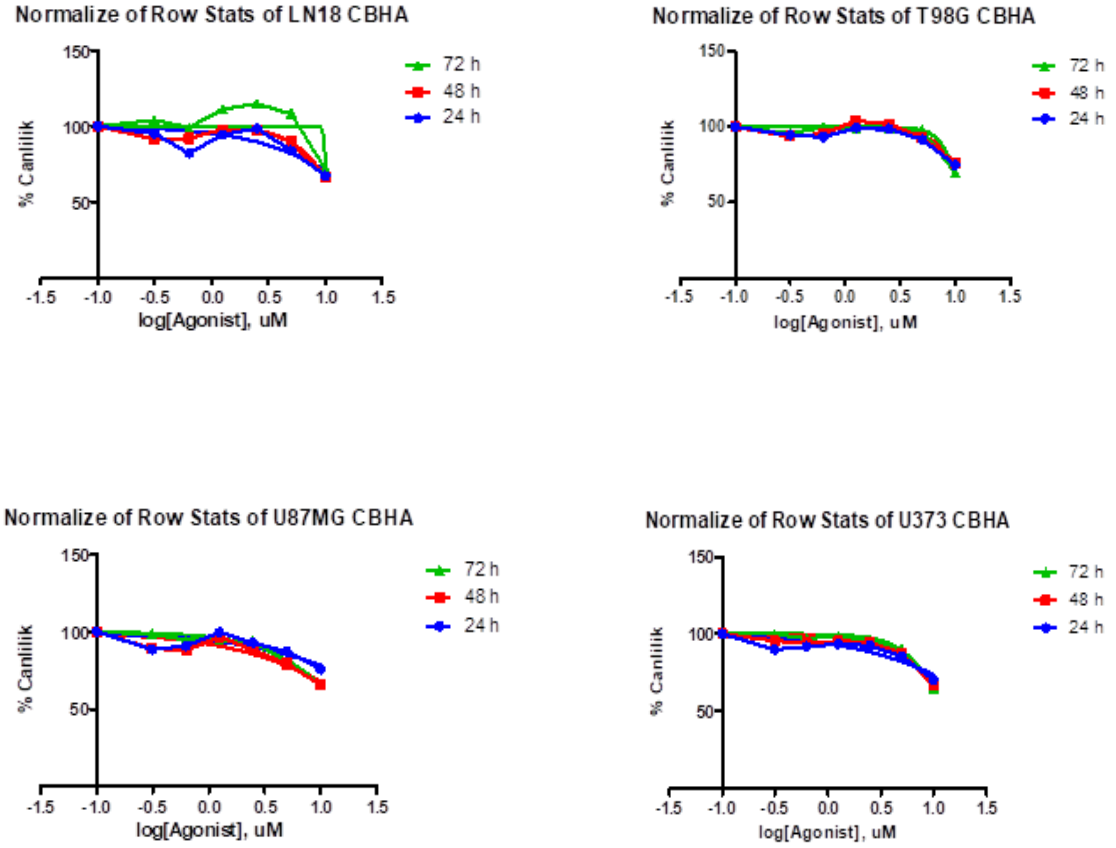 Normalize of Row Stats of LN18 CBHA
150
100
50
% Canlilik
72 h
48 h
24 h
-1.5 -1.0 -0.5 0.0 0.5 1.0 1.5
log[Agonist], uM
Normalize of Row Stats of T98G CBHA
150
100
50
% Canlilik
72 h
48 h
24 h
-1.5 -1.0 -0.5 0.0 0.5 1.0 1.5
log[Agonist], uM
Normalize of Row Stats of U87MG CBHA
150
100
50
% Canlilik
72 h
48 h
24 h
-1.5 -1.0 -0.5 0.0 0.5 1.0 1.5
log[Agonist], uM
Normalize of Row Stats of U373 CBHA
150
100
50
% Canlilik
72 h
48 h
24 h
-1.5 -1.0 -0.5 0.0 0.5 1.0 1.5
log[Agonist], uM